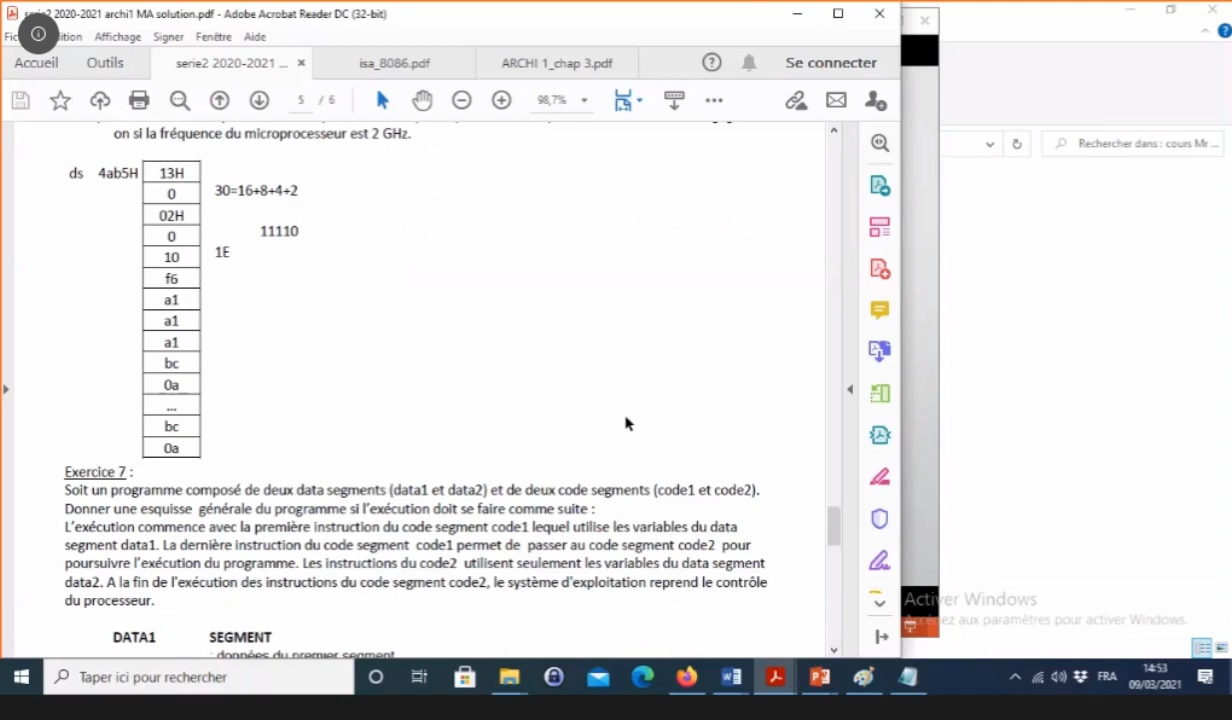 serie2 2020-2021 archi1 MA solution.pdf - Adobe Acrobat Reader DC (32-bit)
Affichage Signer Fenêtre Aide
Accueil Outils serie2 2020-2021 ... × isa_8086.pdf ARCHI 1_chap 3.pdf Se connecter
5 / 6 98,7%
Rechercher dans : cours Mr ...
on si la fréquence du microprocesseur est 2 GHz.
ds 4ab5H 13H
0 30=16+8+4+2
02H
0 11110
10 1E
f6
a1
a1
a1
bc
0a
...
bc
0a
Exercice 7 :
Soit un programme composé de deux data segments (data1 et data2) et de deux code segments (code1 et code2).
Donner une esquisse générale du programme si l'exécution doit se faire comme suite :
L'exécution commence avec la première instruction du code segment code1 lequel utilise les variables du data
segment data1. La dernière instruction du code segment code1 permet de passer au code segment code2 pour
poursuivre l'exécution du programme. Les instructions du code2 utilisent seulement les variables du data segment
data2. A la fin de l'exécution des instructions du code segment code2, le système d'exploitation reprend le contrôle
du processeur.
DATA1 SEGMENT
; données du premier segment
Activer Windows
Accédez aux paramètres pour activer Windows.
Taper ici pour rechercher
FRA 14:53
09/03/2021